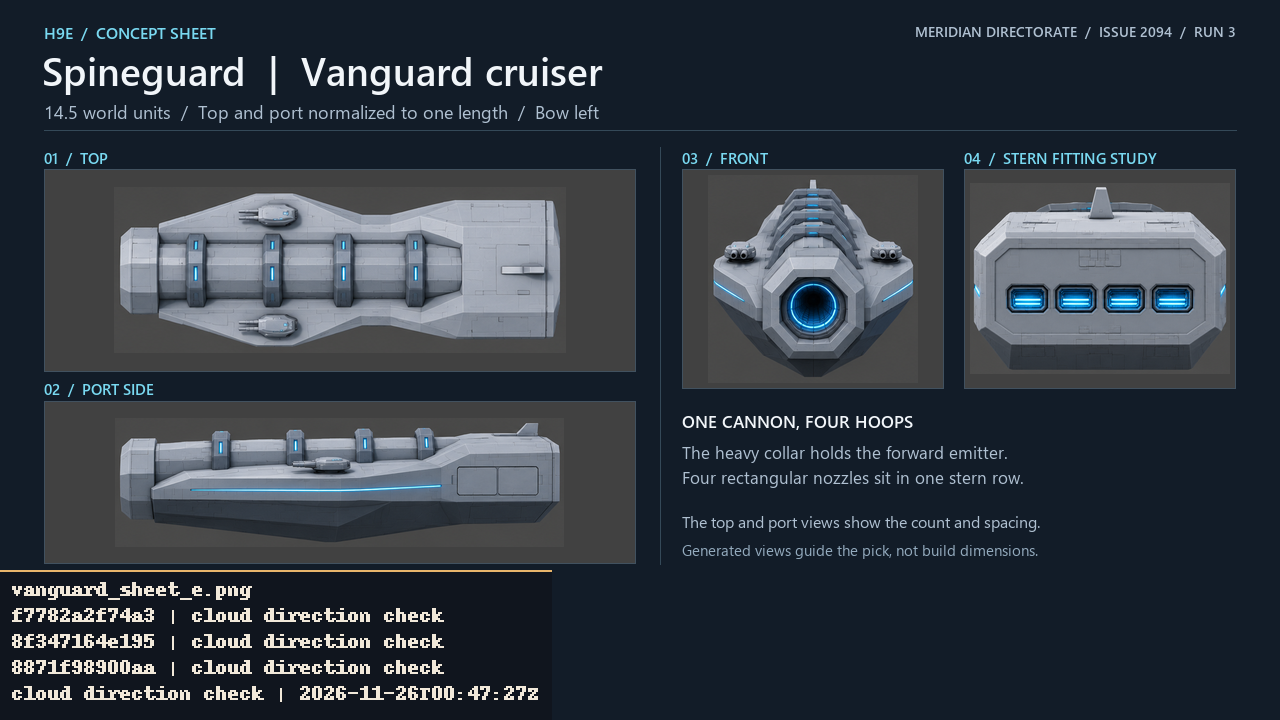 H9E / CONCEPT SHEET
MERIDIAN DIRECTORATE / ISSUE 2094 / RUN 3
Spineguard | Vanguard cruiser
14.5 world units / Top and port normalized to one length / Bow left
01 / TOP
02 / PORT SIDE
03 / FRONT
04 / STERN FITTING STUDY
ONE CANNON, FOUR HOOPS
The heavy collar holds the forward emitter.
Four rectangular nozzles sit in one stern row.
The top and port views show the count and spacing.
Generated views guide the pick, not build dimensions.
vanguard_sheet_e.png
f7782a2f74a3 | cloud direction check
8f347164e195 | cloud direction check
8871f98900aa | cloud direction check
cloud direction check | 2026-11-26T00:47:27Z